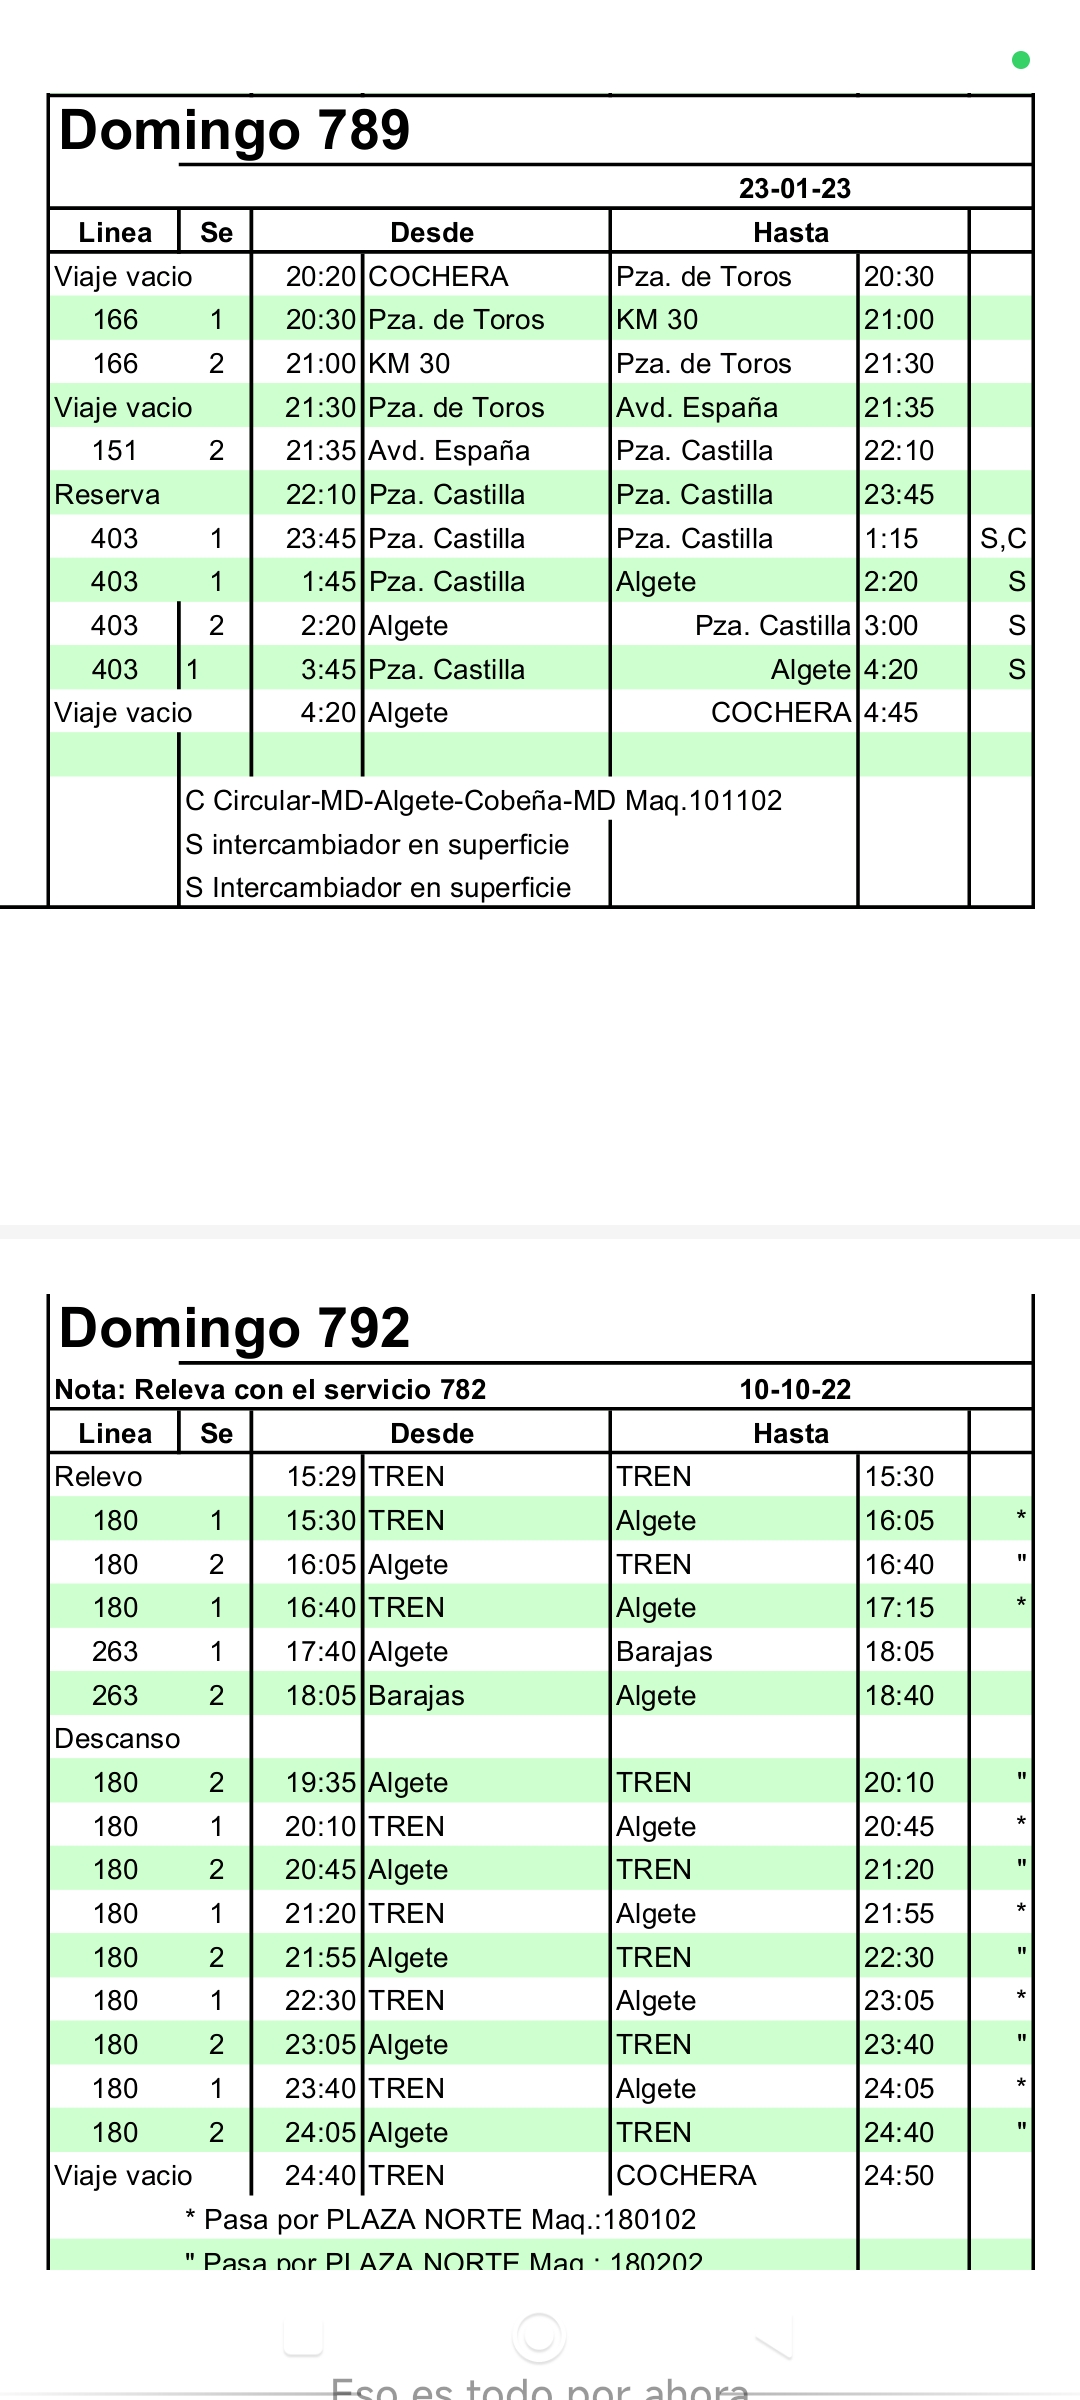 Domingo 789
23-01-23
Linea Se Desde Hasta
Viaje vacio 20:20 COCHERA Pza. de Toros 20:30
166 1 20:30 Pza. de Toros KM 30 21:00
166 2 21:00 KM 30 Pza. de Toros 21:30
Viaje vacio 21:30 Pza. de Toros Avd. España 21:35
151 2 21:35 Avd. España Pza. Castilla 22:10
Reserva 22:10 Pza. Castilla Pza. Castilla 23:45
403 1 23:45 Pza. Castilla Pza. Castilla 1:15 S,C
403 1 1:45 Pza. Castilla Algete 2:20 S
403 2 2:20 Algete Pza. Castilla 3:00 S
403 1 3:45 Pza. Castilla Algete 4:20 S
Viaje vacio 4:20 Algete COCHERA 4:45
C Circular-MD-Algete-Cobeña-MD Maq.101102
S intercambiador en superficie
S Intercambiador en superficie
Domingo 792
Nota: Releva con el servicio 782 10-10-22
Linea Se Desde Hasta
Relevo 15:29 TREN TREN 15:30
180 1 15:30 TREN Algete 16:05 *
180 2 16:05 Algete TREN 16:40 "
180 1 16:40 TREN Algete 17:15 *
263 1 17:40 Algete Barajas 18:05
263 2 18:05 Barajas Algete 18:40
Descanso
180 2 19:35 Algete TREN 20:10 "
180 1 20:10 TREN Algete 20:45 *
180 2 20:45 Algete TREN 21:20 "
180 1 21:20 TREN Algete 21:55 *
180 2 21:55 Algete TREN 22:30 "
180 1 22:30 TREN Algete 23:05 *
180 2 23:05 Algete TREN 23:40 "
180 1 23:40 TREN Algete 24:05 *
180 2 24:05 Algete TREN 24:40 "
Viaje vacio 24:40 TREN COCHERA 24:50
* Pasa por PLAZA NORTE Maq.:180102
" Pasa por PLAZA NORTE Maq.: 180202
Eso es todo por ahora